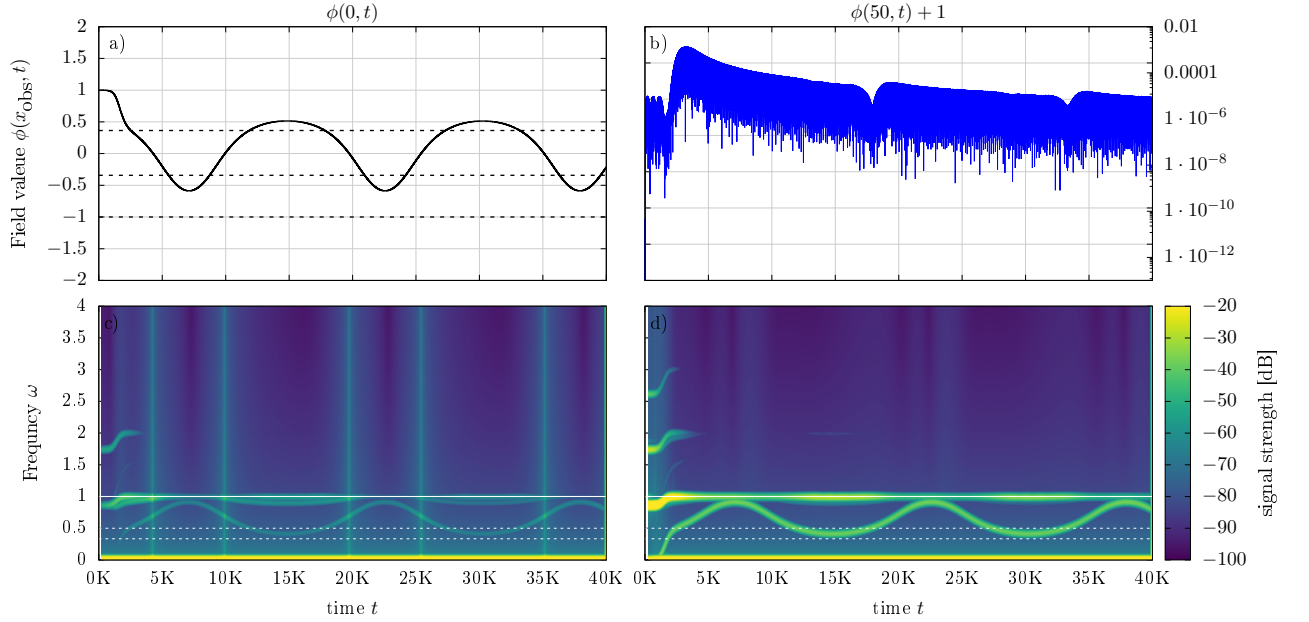 ϕ(0, t)
ϕ(50, t) + 1
a)
b)
2
1.5
1
0.5
0
−0.5
−1
−1.5
−2
Field valeue ϕ(x_obs, t)
0.01
0.0001
1 · 10^−6
1 · 10^−8
1 · 10^−10
1 · 10^−12
c)
d)
4
3.5
3
2.5
2
1.5
1
0.5
0
Frequncy ω
0K 5K 10K 15K 20K 25K 30K 35K 40K
0K 5K 10K 15K 20K 25K 30K 35K 40K
time t
time t
−20
−30
−40
−50
−60
−70
−80
−90
−100
signal strength [dB]